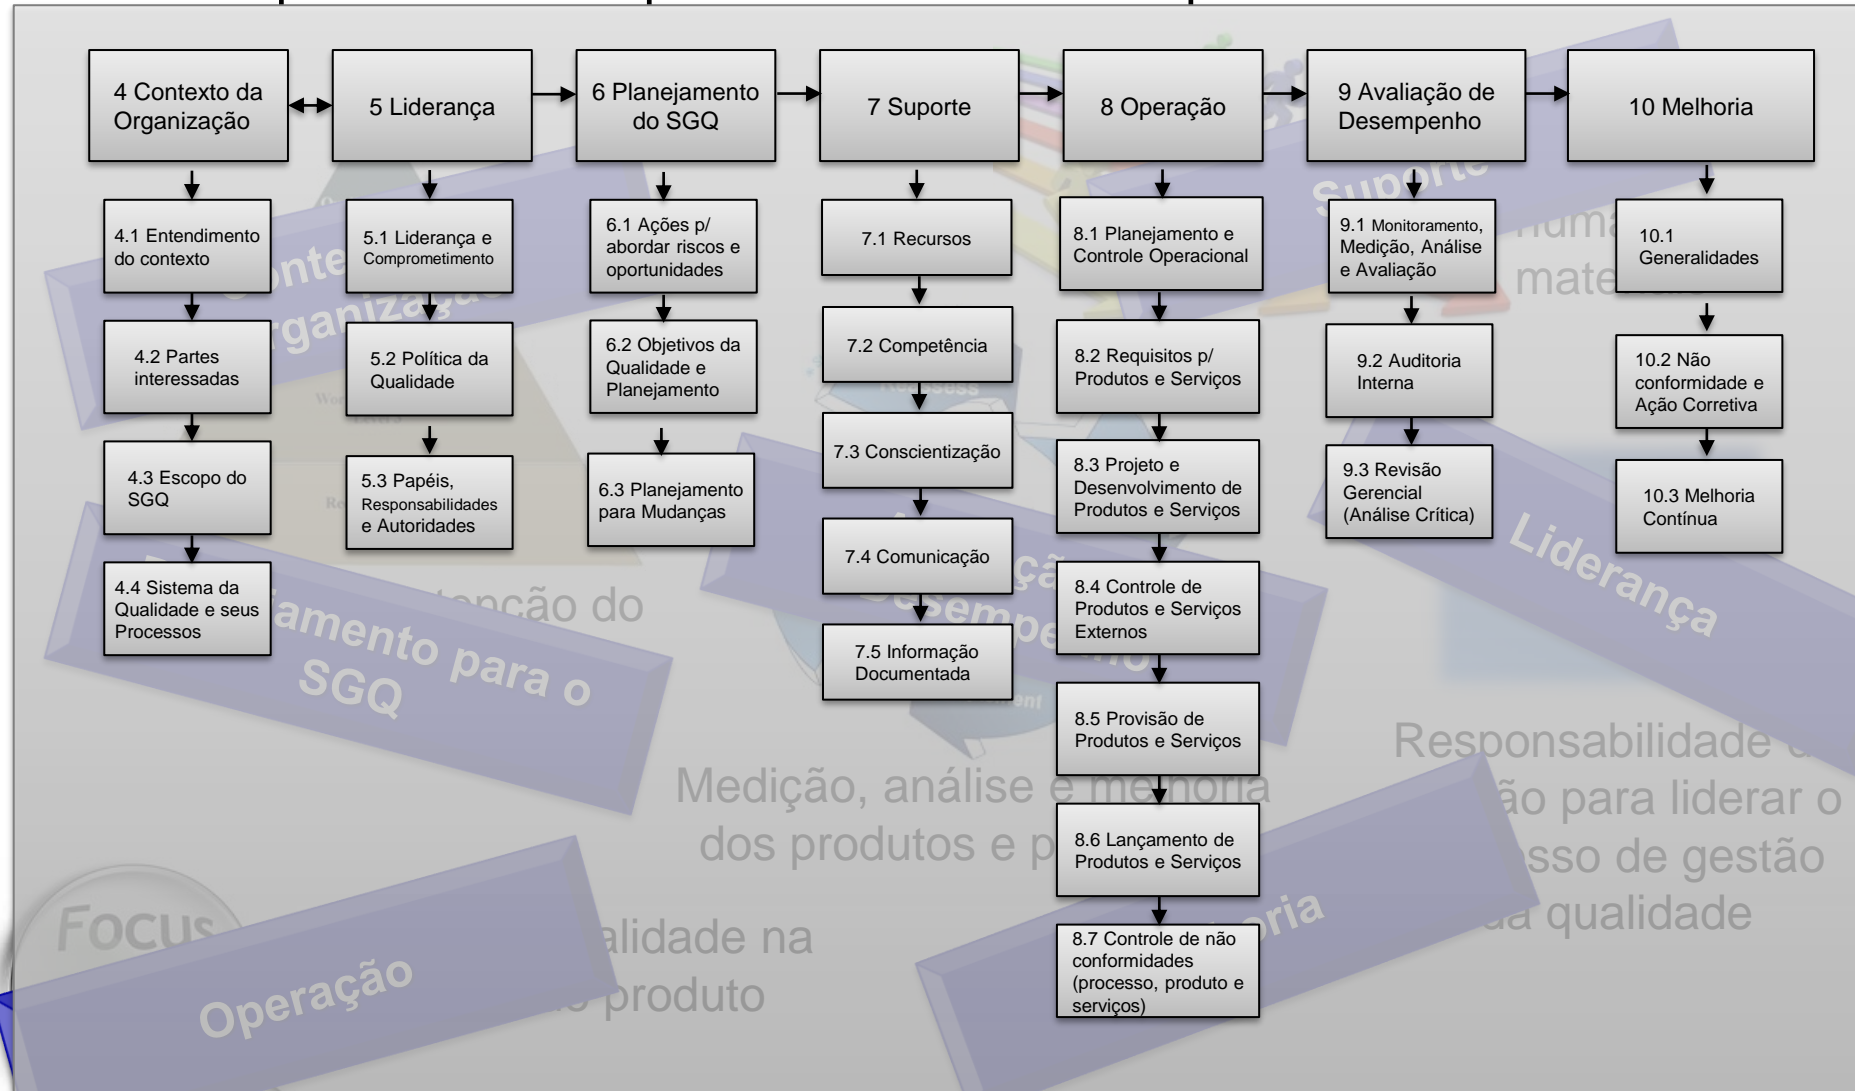 4 Contexto da
Organização
5 Liderança
6 Planejamento
do SGQ
7 Suporte
8 Operação
9 Avaliação de
Desempenho
10 Melhoria
4.1 Entendimento
do contexto
4.2 Partes
interessadas
4.3 Escopo do
SGQ
4.4 Sistema da
Qualidade e seus
Processos
5.1 Liderança e
Comprometimento
5.2 Política da
Qualidade
5.3 Papéis,
Responsabilidades
e Autoridades
6.1 Ações p/
abordar riscos e
oportunidades
6.2 Objetivos da
Qualidade e
Planejamento
6.3 Planejamento
para Mudanças
7.1 Recursos
7.2 Competência
7.3 Conscientização
7.4 Comunicação
7.5 Informação
Documentada
8.1 Planejamento e
Controle Operacional
8.2 Requisitos p/
Produtos e Serviços
8.3 Projeto e
Desenvolvimento de
Produtos e Serviços
8.4 Controle de
Produtos e Serviços
Externos
8.5 Provisão de
Produtos e Serviços
8.6 Lançamento de
Produtos e Serviços
8.7 Controle de não
conformidades
(processo, produto e
serviços)
9.1 Monitoramento,
Medição, Análise
e Avaliação
9.2 Auditoria
Interna
9.3 Revisão
Gerencial
(Análise Crítica)
10.1
Generalidades
10.2 Não
conformidade e
Ação Corretiva
10.3 Melhoria
Contínua
Suporte
Liderança
para o
SGQ
do
Medição, análise e melhoria
dos produtos e
Responsabilidade
para liderar o
de gestão
da qualidade
Focus
na
produto
Operação